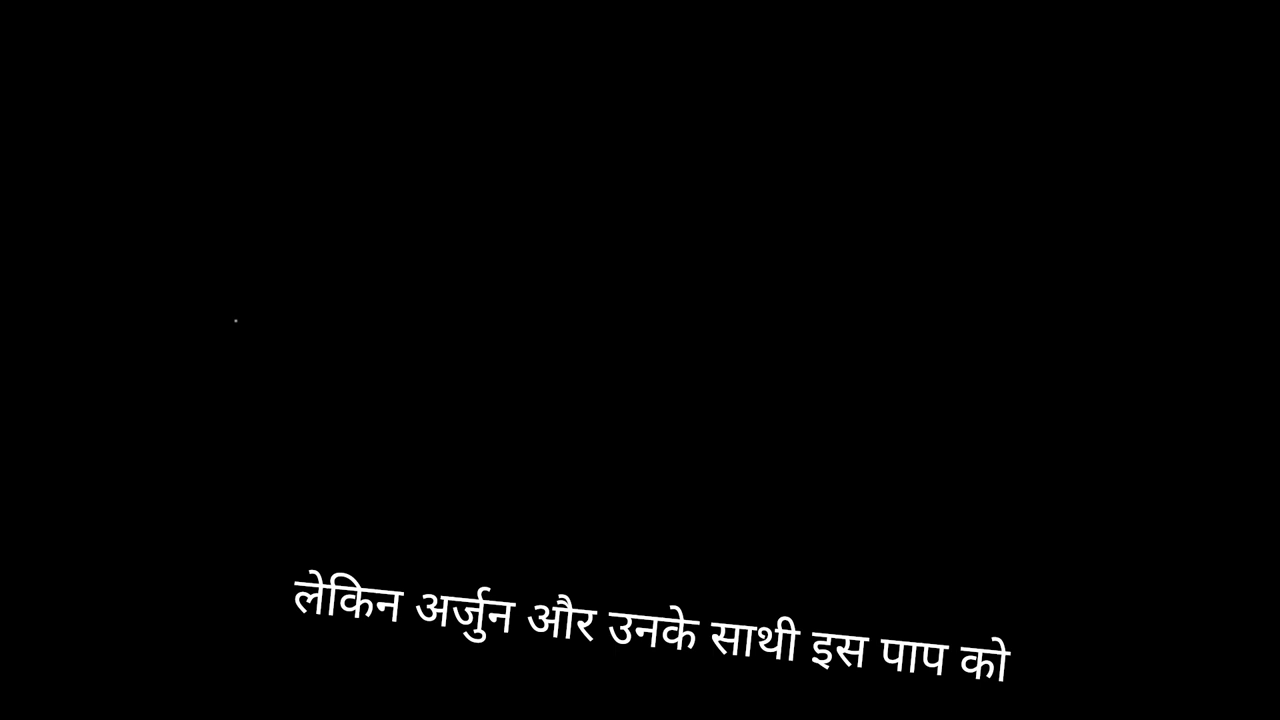 लेकिन अर्जुन और उनके साथी इस पाप को